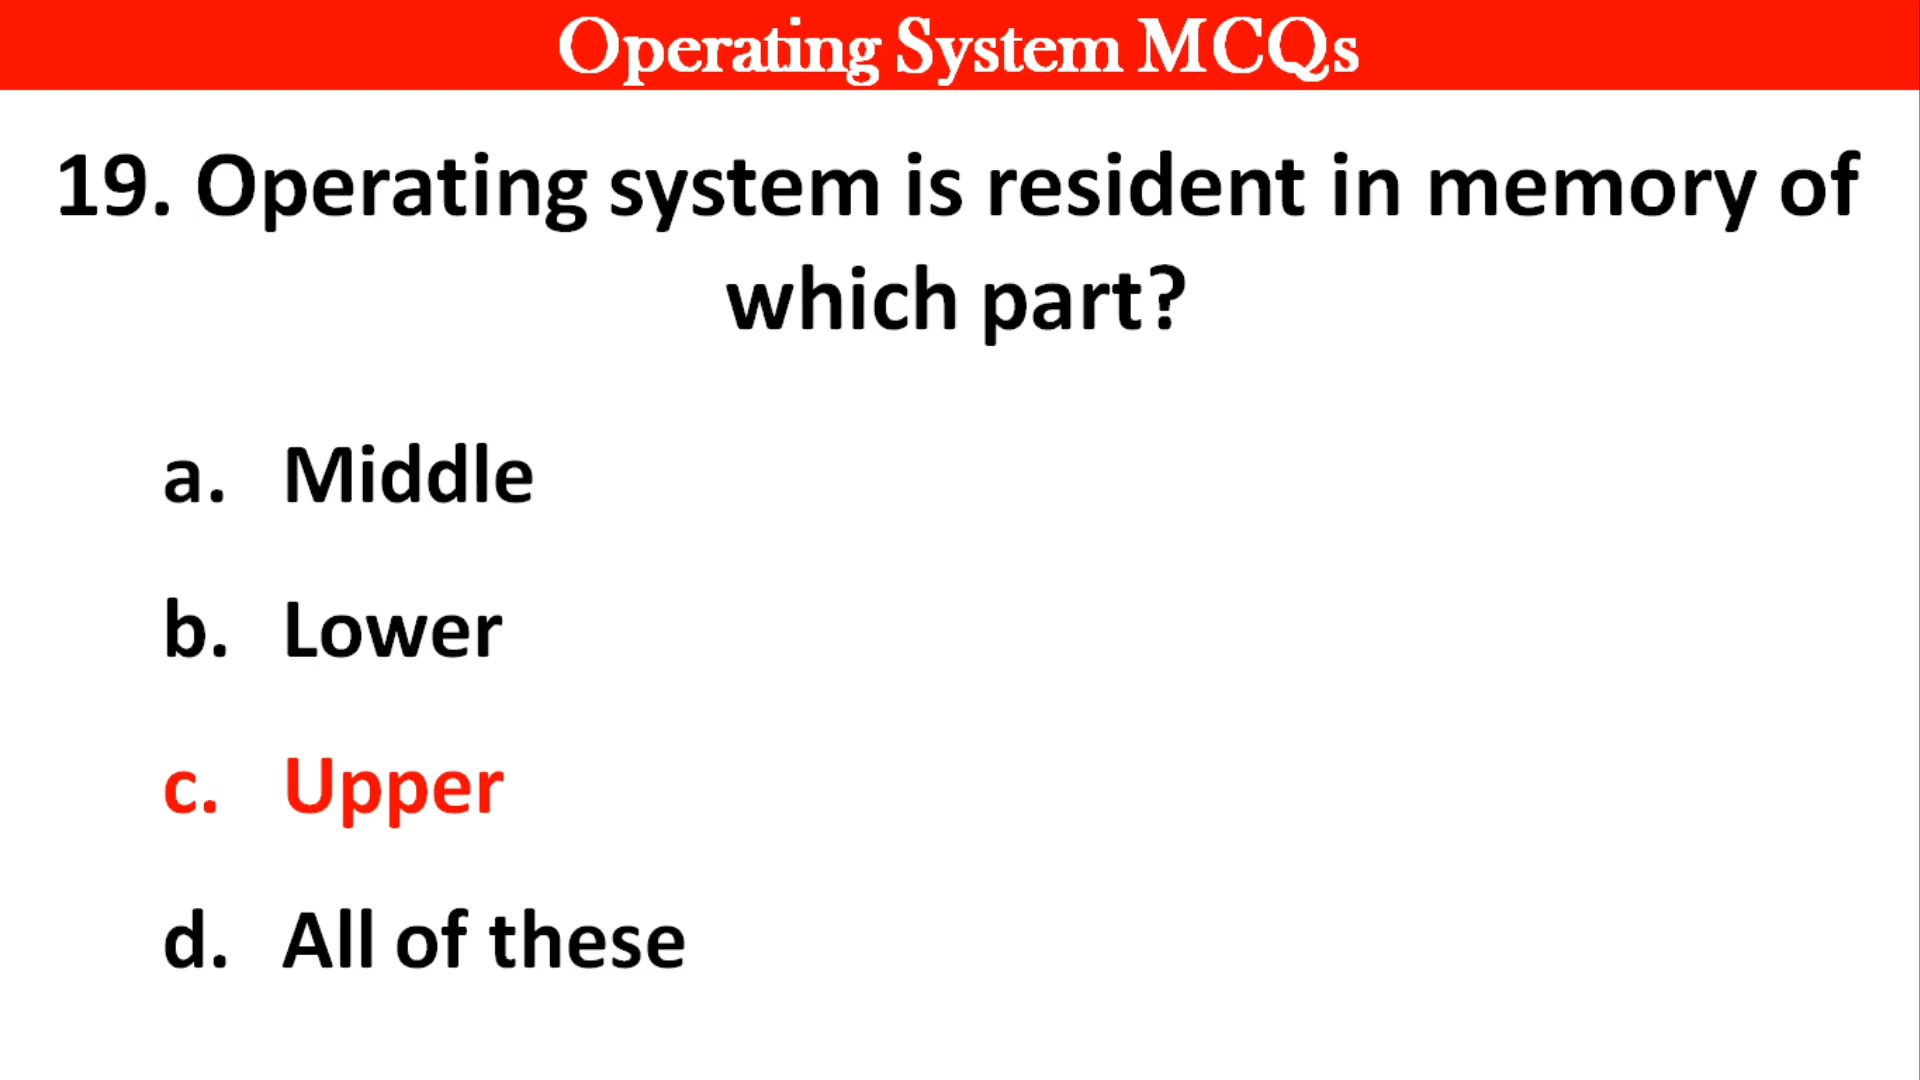 Operating System MCQs
19. Operating system is resident in memory of
which part?
a. Middle
b. Lower
c. Upper
d. All of these